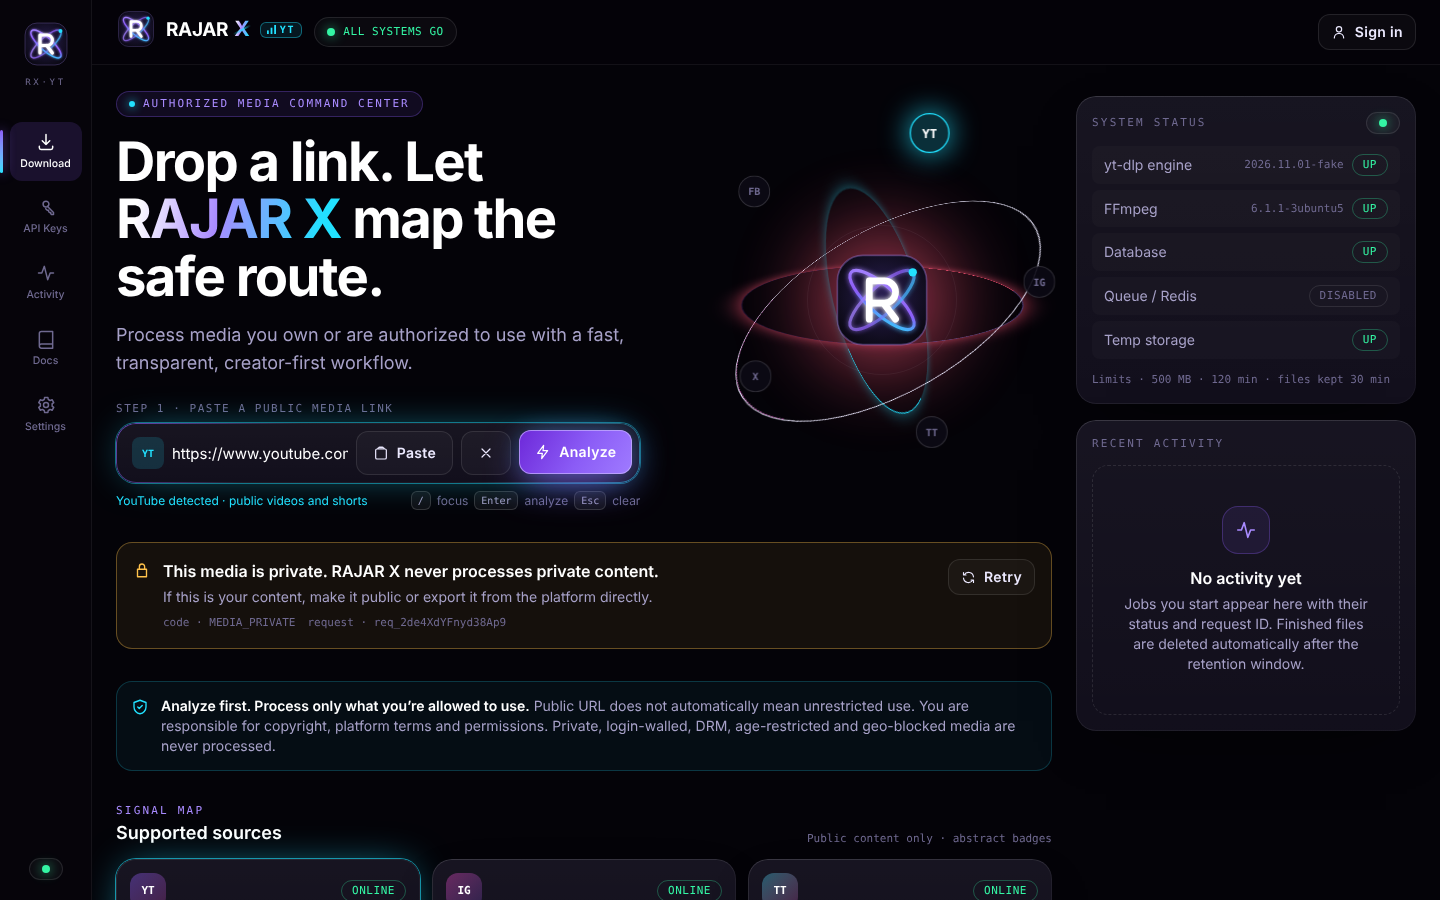 RX·YT
Download
API Keys
Activity
Docs
Settings
RAJAR X
YT
ALL SYSTEMS GO
Sign in
AUTHORIZED MEDIA COMMAND CENTER
Drop a link. Let
RAJAR X map the
safe route.
Process media you own or are authorized to use with a fast,
transparent, creator-first workflow.
STEP 1 · PASTE A PUBLIC MEDIA LINK
YT
https://www.youtube.cor
Paste
Analyze
YouTube detected · public videos and shorts
/ focus Enter analyze Esc clear
YT
FB
IG
R
X
TT
This media is private. RAJAR X never processes private content.
If this is your content, make it public or export it from the platform directly.
code · MEDIA_PRIVATE request · req_2de4XdYFnyd38Ap9
Retry
Analyze first. Process only what you’re allowed to use. Public URL does not automatically mean unrestricted use. You are
responsible for copyright, platform terms and permissions. Private, login-walled, DRM, age-restricted and geo-blocked media are
never processed.
SIGNAL MAP
Supported sources
Public content only · abstract badges
YT
ONLINE
IG
ONLINE
TT
ONLINE
SYSTEM STATUS
yt-dlp engine 2026.11.01-fake UP
FFmpeg 6.1.1-3ubuntu5 UP
Database UP
Queue / Redis DISABLED
Temp storage UP
Limits · 500 MB · 120 min · files kept 30 min
RECENT ACTIVITY
No activity yet
Jobs you start appear here with their
status and request ID. Finished files
are deleted automatically after the
retention window.